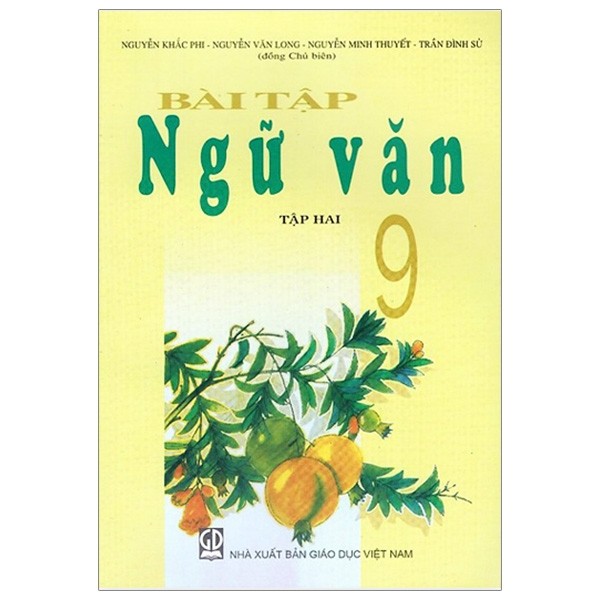 NGUYỄN KHẮC PHI - NGUYỄN VĂN LONG - NGUYỄN MINH THUYẾT - TRẦN ĐÌNH SỬ
(đồng Chủ biên)
BÀI TẬP
Ngữ văn
TẬP HAI
9
GD
NHÀ XUẤT BẢN GIÁO DỤC VIỆT NAM